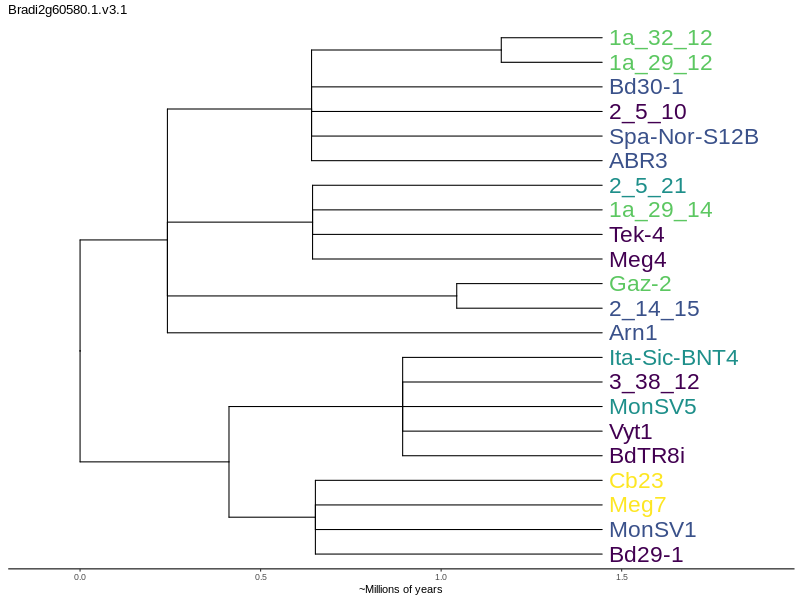 Bradi2g60580.1.v3.1
1a_32_12
1a_29_12
Bd30-1
2_5_10
Spa-Nor-S12B
ABR3
2_5_21
1a_29_14
Tek-4
Meg4
Gaz-2
2_14_15
Arn1
Ita-Sic-BNT4
3_38_12
MonSV5
Vyt1
BdTR8i
Cb23
Meg7
MonSV1
Bd29-1
0.0 0.5 1.0 1.5
~Millions of years